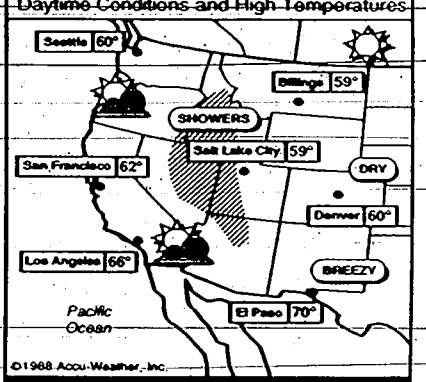 Daytime Conditions and High Temperatures
Seattle 60°
Billings 59°
SHOWERS
Salt Lake City 59°
San Francisco 62°
DRY
Denver 60°
Los Angeles 66°
BREEZY
El Paso 70°
Pacific
Ocean
©1988 Accu-Weather, Inc.